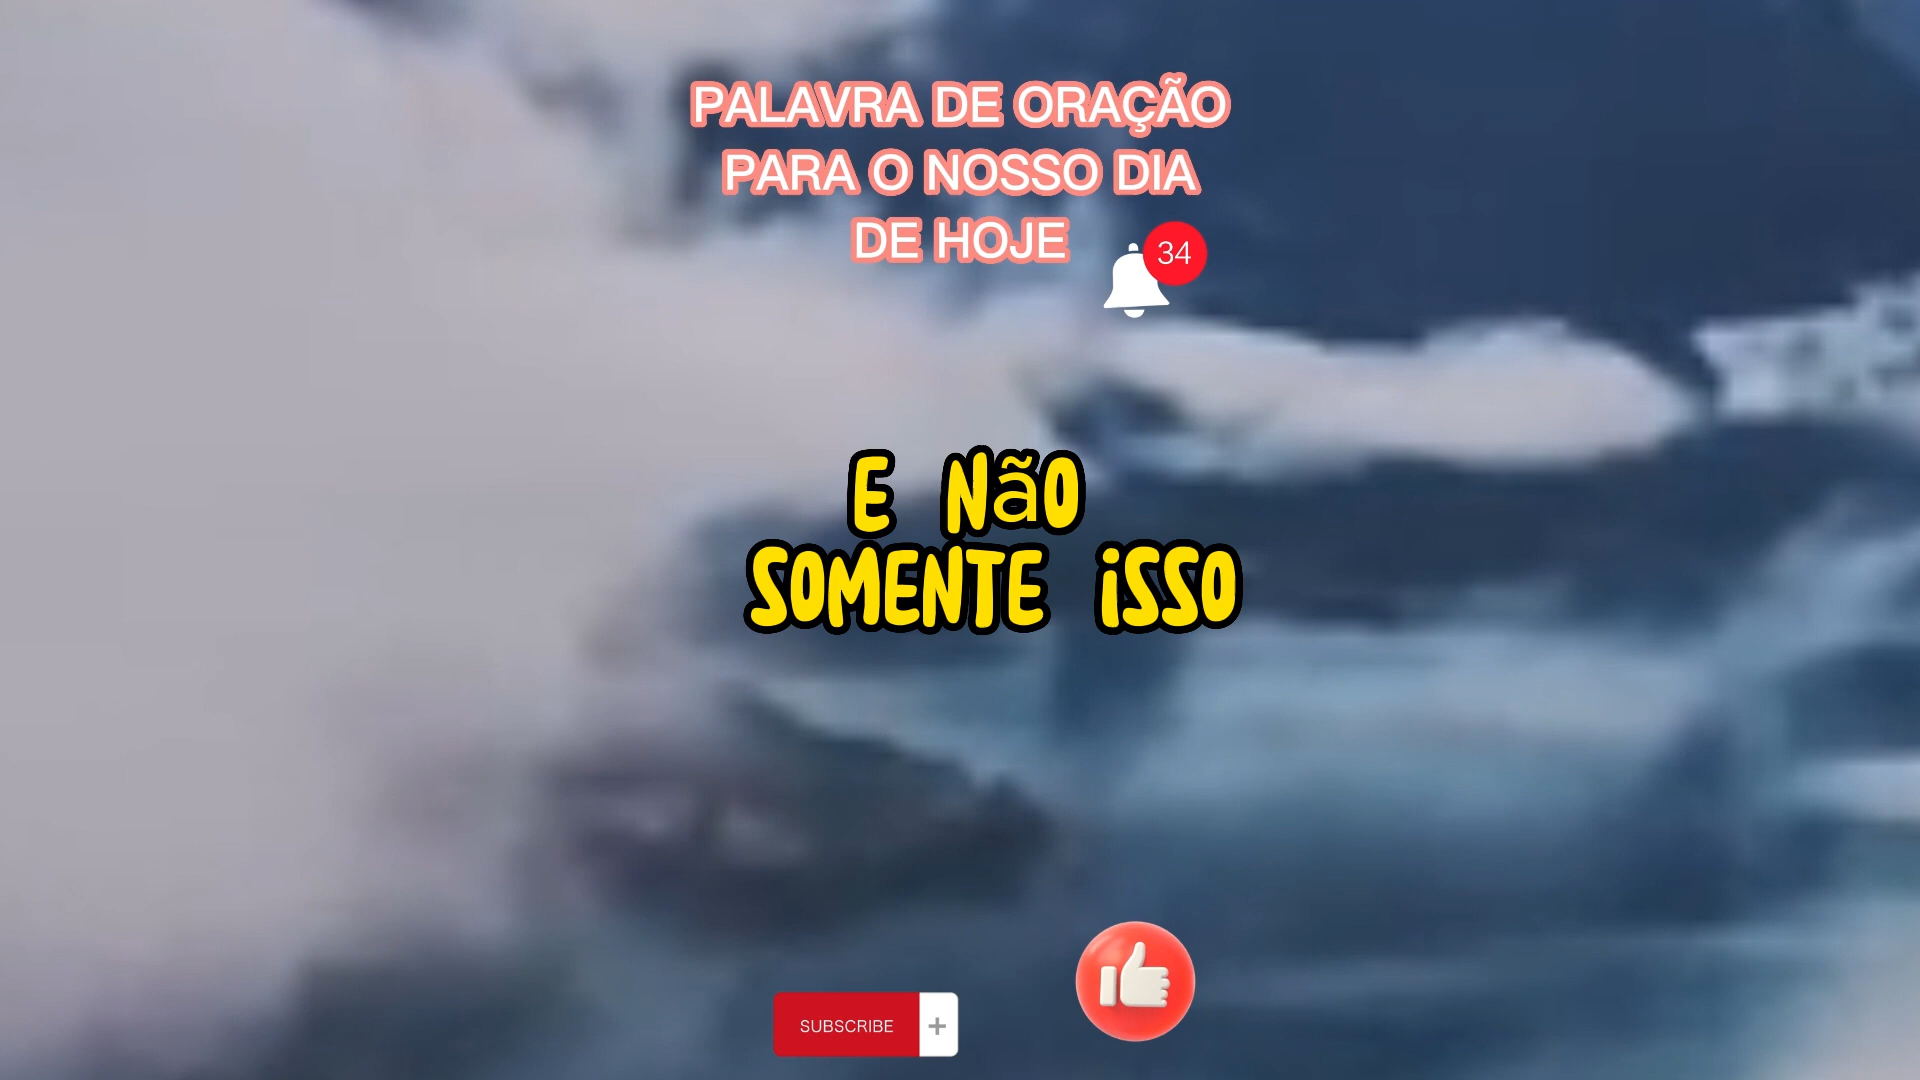 PALAVRA DE ORAÇÃO
PARA O NOSSO DIA
DE HOJE
34
E NãO
SOMENTE iSSO
SUBSCRIBE +